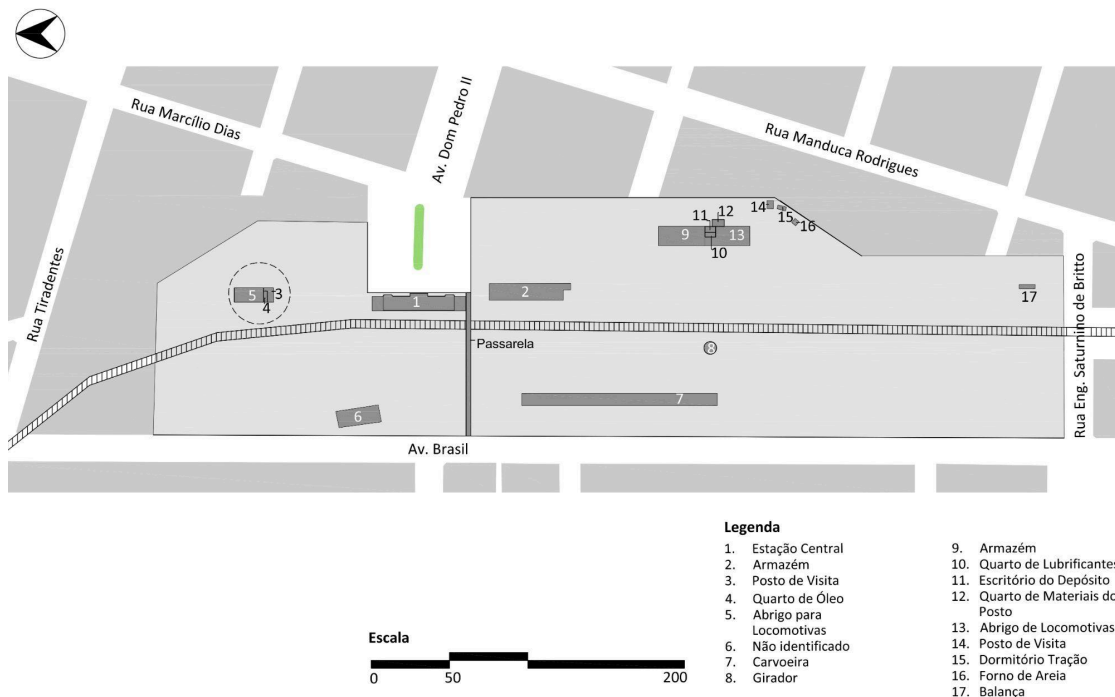 Rua Marcílio Dias
Av. Dom Pedro II
Rua Manduca Rodrigues
Rua Tiradentes
Rua Eng. Saturnino de Britto
14
15
16
12
11
9
13
10
5
3
4
2
1
17
Passarela
8
7
6
Av. Brasil
Legenda
1. Estação Central
2. Armazém
3. Posto de Visita
4. Quarto de Óleo
5. Abrigo para
Locomotivas
6. Não identificado
7. Carvoeira
8. Girador
9. Armazém
10. Quarto de Lubrificantes
11. Escritório do Depósito
12. Quarto de Materiais do
Posto
13. Abrigo de Locomotivas
14. Posto de Visita
15. Dormitório Tração
16. Forno de Areia
17. Balança
Escala
0 50 200